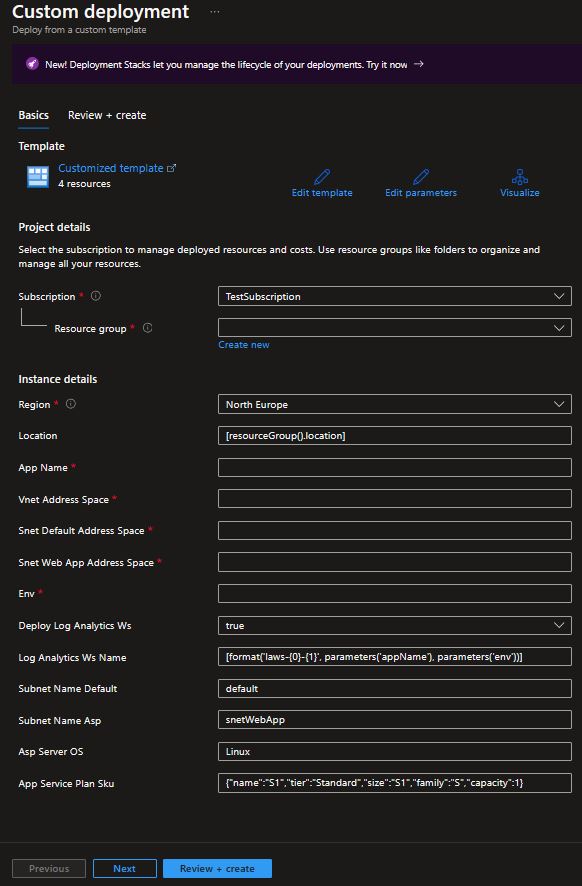 Custom deployment ...
Deploy from a custom template
New! Deployment Stacks let you manage the lifecycle of your deployments. Try it now →
Basics Review + create
Template
Customized template
4 resources
Edit template Edit parameters Visualize
Project details
Select the subscription to manage deployed resources and costs. Use resource groups like folders to organize and
manage all your resources.
Subscription * TestSubscription
Resource group *
Create new
Instance details
Region * North Europe
Location [resourceGroup().location]
App Name *
Vnet Address Space *
Snet Default Address Space *
Snet Web App Address Space *
Env *
Deploy Log Analytics Ws true
Log Analytics Ws Name [format('laws-{0}-{1}', parameters('appName'), parameters('env'))]
Subnet Name Default default
Subnet Name Asp snetWebApp
Asp Server OS Linux
App Service Plan Sku {"name":"S1","tier":"Standard","size":"S1","family":"S","capacity":1}
Previous Next Review + create